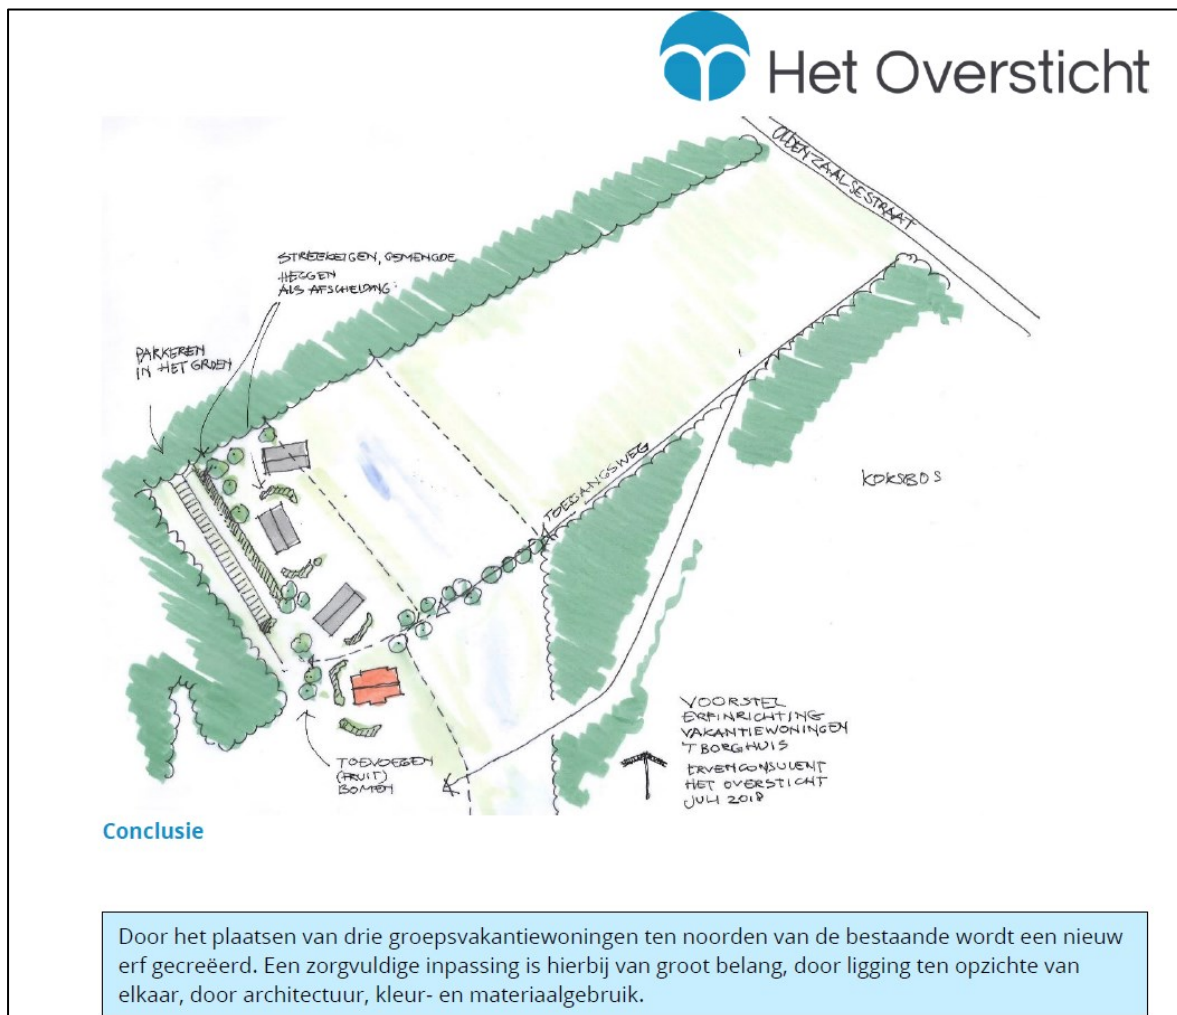 Het Oversticht
OLDENZAALSESTRAAT
STREEKEIGEN, GEMENGDE
HEGGEN
ALS AFSCHEIDING.
PARKEREN
IN HET GROEN
TOEGANGSWEG
KOKSBOS
TOEVOEGEN
(FRUIT)
BOMEN
VOORSTEL
ERFINRICHTING
VAKANTIEWONINGEN
'T BORGHUIS
ERVENCONSULENT
HET OVERSTICHT
JULI 2018
Conclusie
Door het plaatsen van drie groepsvakantiewoningen ten noorden van de bestaande wordt een nieuw
erf gecreëerd. Een zorgvuldige inpassing is hierbij van groot belang, door ligging ten opzichte van
elkaar, door architectuur, kleur- en materiaalgebruik.